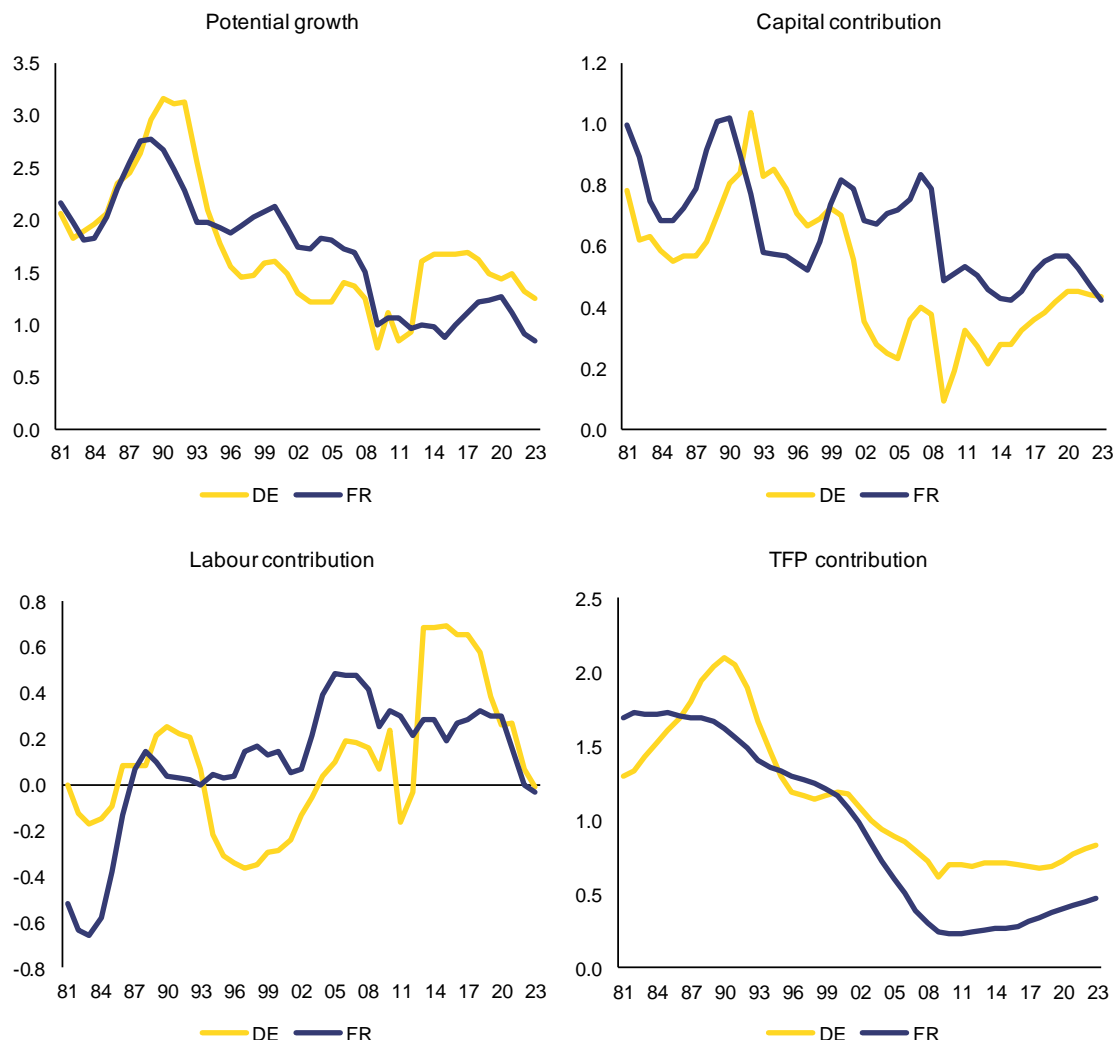 Potential growth
3.5
3.0
2.5
2.0
1.5
1.0
0.5
0.0
81 84 87 90 93 96 99 02 05 08 11 14 17 20 23
DE FR
Capital contribution
1.2
1.0
0.8
0.6
0.4
0.2
0.0
81 84 87 90 93 96 99 02 05 08 11 14 17 20 23
DE FR
Labour contribution
0.8
0.6
0.4
0.2
0.0
-0.2
-0.4
-0.6
-0.8
81 84 87 90 93 96 99 02 05 08 11 14 17 20 23
DE FR
TFP contribution
2.5
2.0
1.5
1.0
0.5
0.0
81 84 87 90 93 96 99 02 05 08 11 14 17 20 23
DE FR